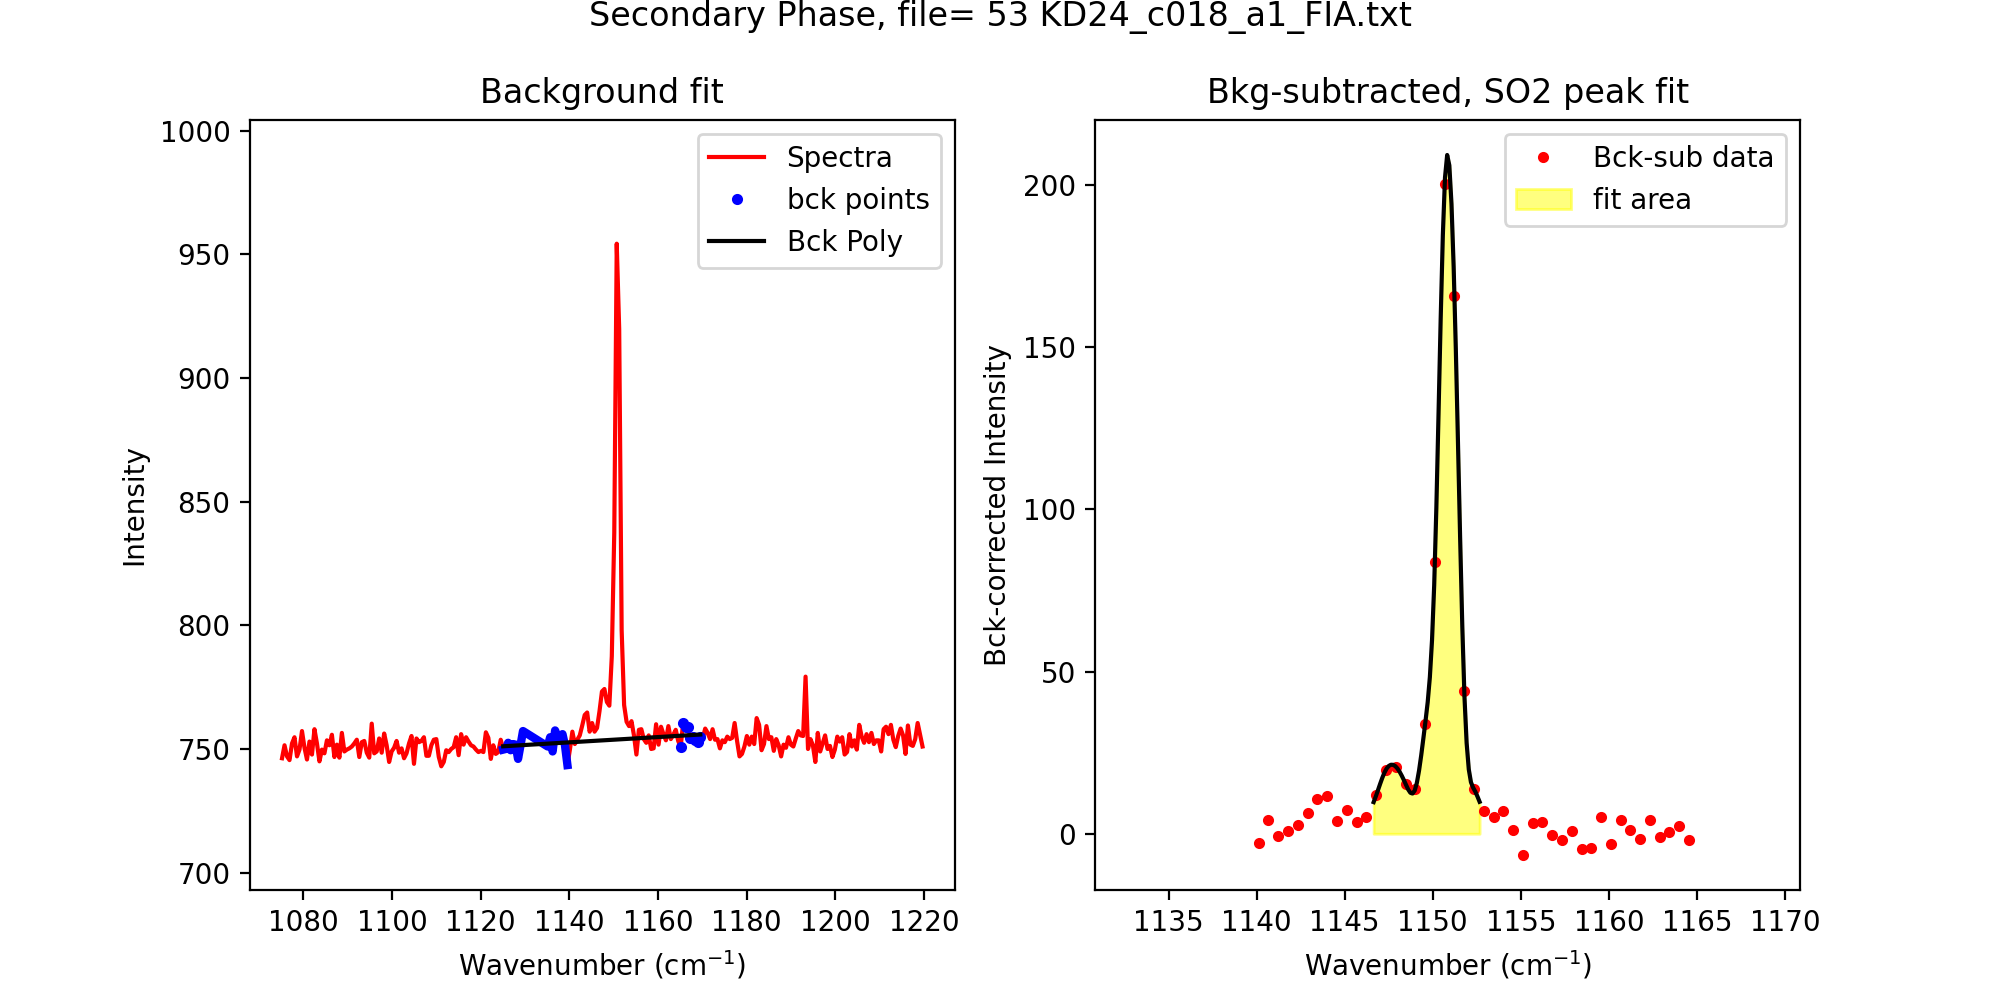 Secondary Phase, file= 53 KD24_c018_a1_FIA.txt
Background fit
1000
950
900
850
800
750
700
Intensity
Spectra
bck points
Bck Poly
1080 1100 1120 1140 1160 1180 1200 1220
Wavenumber (cm⁻¹)
Bkg-subtracted, SO2 peak fit
200
150
100
50
0
Bck-corrected Intensity
Bck-sub data
fit area
1135 1140 1145 1150 1155 1160 1165 1170
Wavenumber (cm⁻¹)